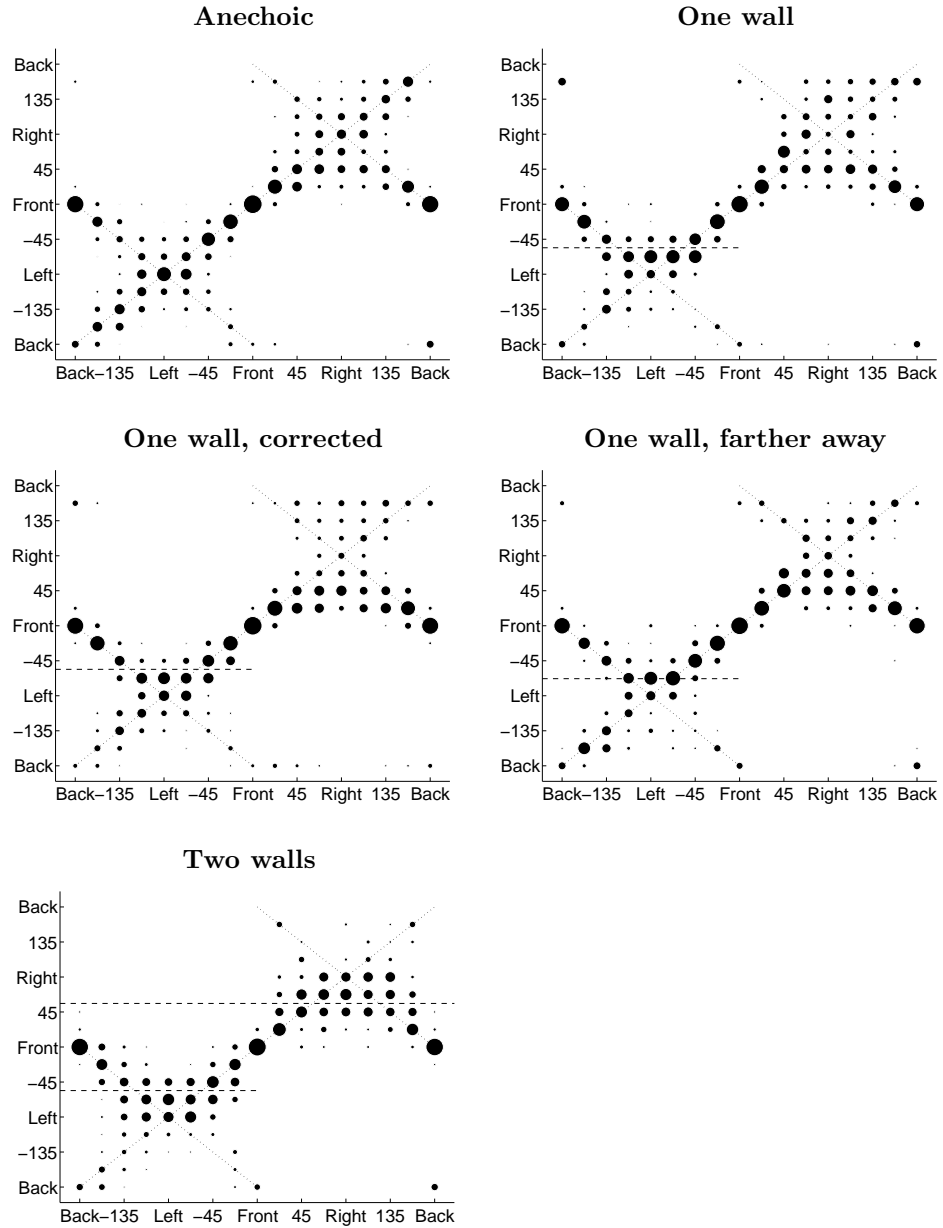 Anechoic
Back
135
Right
45
Front
-45
Left
-135
Back
Back -135 Left -45 Front 45 Right 135 Back
One wall
Back
135
Right
45
Front
-45
Left
-135
Back
Back -135 Left -45 Front 45 Right 135 Back
One wall, corrected
Back
135
Right
45
Front
-45
Left
-135
Back
Back -135 Left -45 Front 45 Right 135 Back
One wall, farther away
Back
135
Right
45
Front
-45
Left
-135
Back
Back -135 Left -45 Front 45 Right 135 Back
Two walls
Back
135
Right
45
Front
-45
Left
-135
Back
Back -135 Left -45 Front 45 Right 135 Back